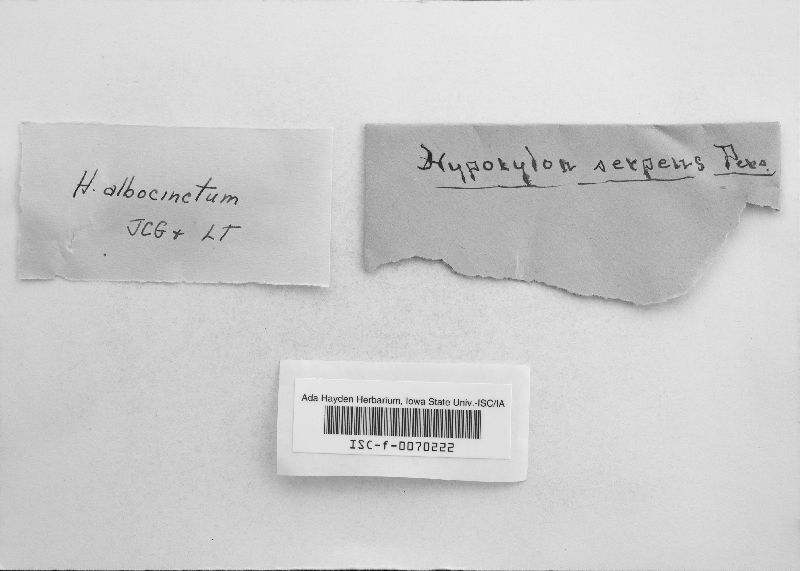 H. albocinctum
JCG & LT
Hypoxylon serpens Pers.
Ada Hayden Herbarium, Iowa State Univ.-ISC/IA
ISC-f-0070222